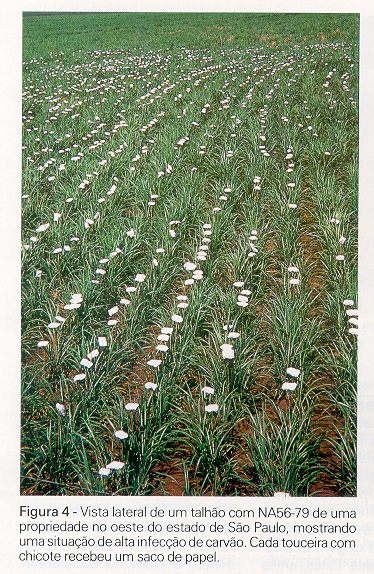 Figura 4 - Vista lateral de um talhão com NA56-79 de uma
propriedade no oeste do estado de São Paulo, mostrando
uma situação de alta infecção de carvão. Cada touceira com
chicote recebeu um saco de papel.